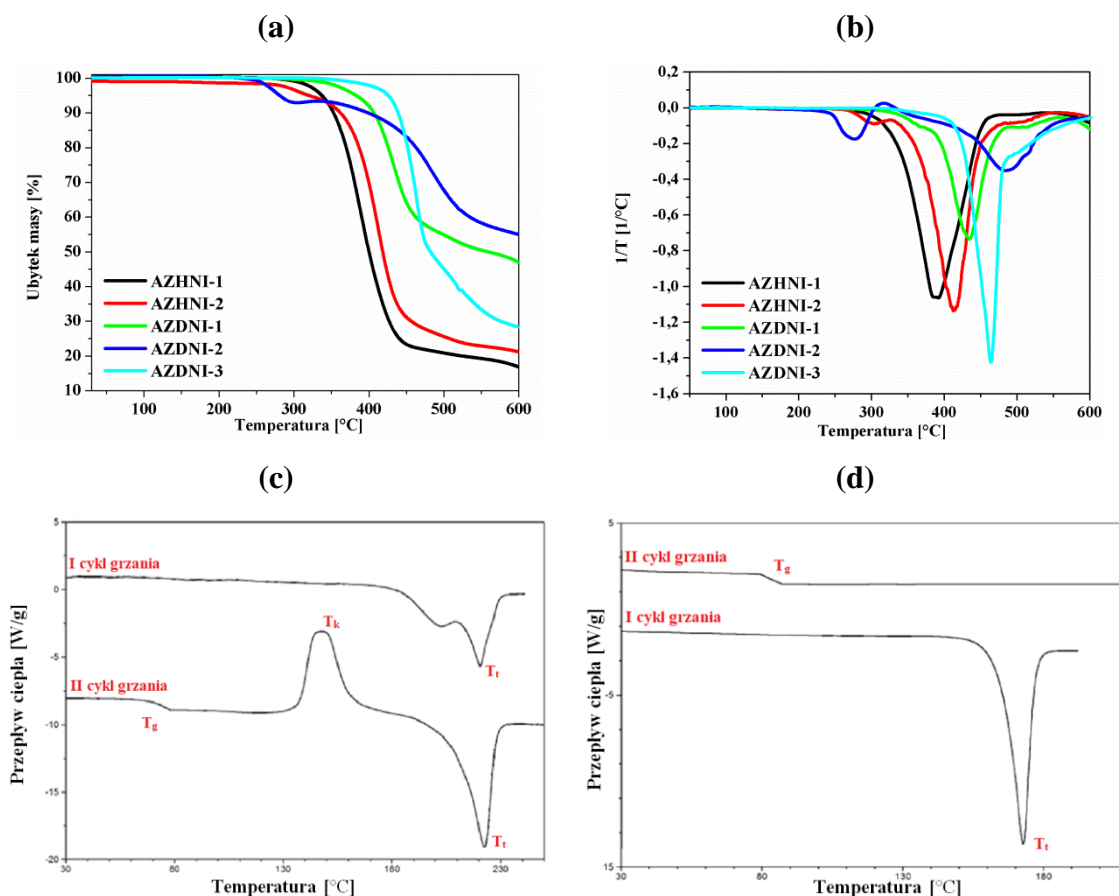 (a)
(b)
100
90
80
70
60
50
40
30
20
10
Ubytek masy [%]
AZHNI-1
AZHNI-2
AZDNI-1
AZDNI-2
AZDNI-3
100 200 300 400 500 600
Temperatura [°C]
0,2
0,0
-0,2
-0,4
-0,6
-0,8
-1,0
-1,2
-1,4
-1,6
1/T [1/°C]
AZHNI-1
AZHNI-2
AZDNI-1
AZDNI-2
AZDNI-3
100 200 300 400 500 600
Temperatura [°C]
(c)
(d)
5
0
-5
-10
-15
-20
Przepływ ciepla [W/g]
I cykl grzania
Tk
Tt
II cykl grzania
Tg
Tt
30 80 130 180 230
Temperatura [°C]
5
-5
15
Przepływ ciepla [W/g]
II cykl grzania
Tg
I cykl grzania
Tt
30 80 130 180
Temperatura [°C]